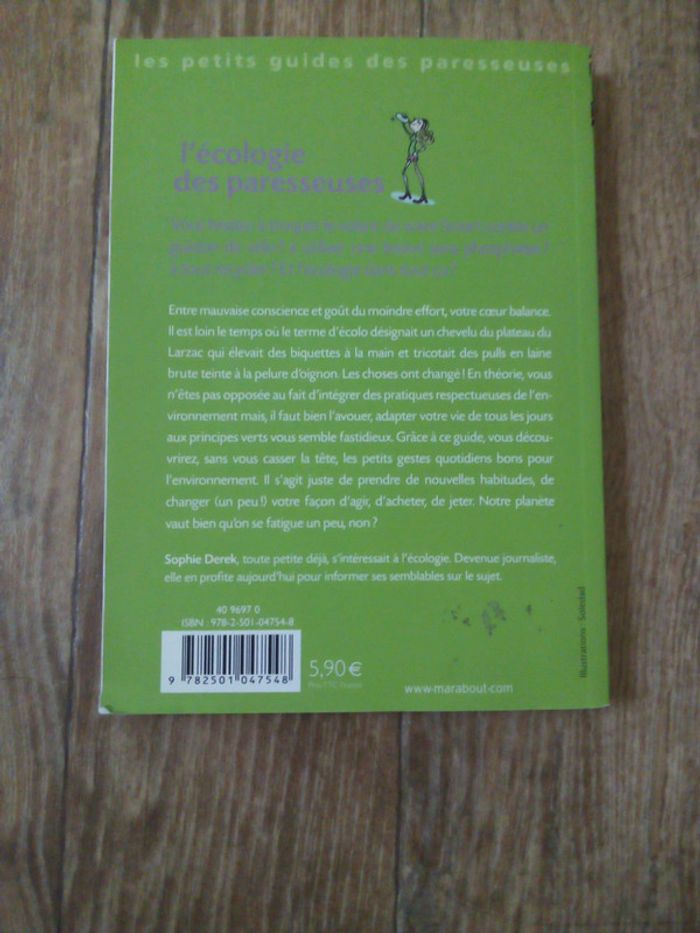 les petits guides des paresseuses
l'écologie
des paresseuses
Entre mauvaise conscience et goût du moindre effort, votre cœur balance.
Il est loin le temps où le terme d'écolo désignait un chevelu du plateau du
Larzac qui élevait des biquettes à la main et tricotait des pulls en laine
brute teinte à la pelure d'oignon. Les choses ont changé ! En théorie, vous
n'êtes pas opposée au fait d'intégrer des pratiques respectueuses de l'en-
vironnement mais, il faut bien l'avouer, adapter votre vie de tous les jours
aux principes verts vous semble fastidieux. Grâce à ce guide, vous décou-
vrirez, sans vous casser la tête, les petits gestes quotidiens bons pour
l'environnement. Il s'agit juste de prendre de nouvelles habitudes, de
changer (un peu !) votre façon d'agir, d'acheter, de jeter. Notre planète
vaut bien qu'on se fatigue un peu, non ?
Sophie Derek, toute petite déjà, s'intéressait à l'écologie. Devenue journaliste,
elle en profite aujourd'hui pour informer ses semblables sur le sujet.
40 9697 0
ISBN : 978-2-501-04754-8
9 782501 047548
5,90 €
Prix TTC France
www.marabout.com
Illustrations : Soledad